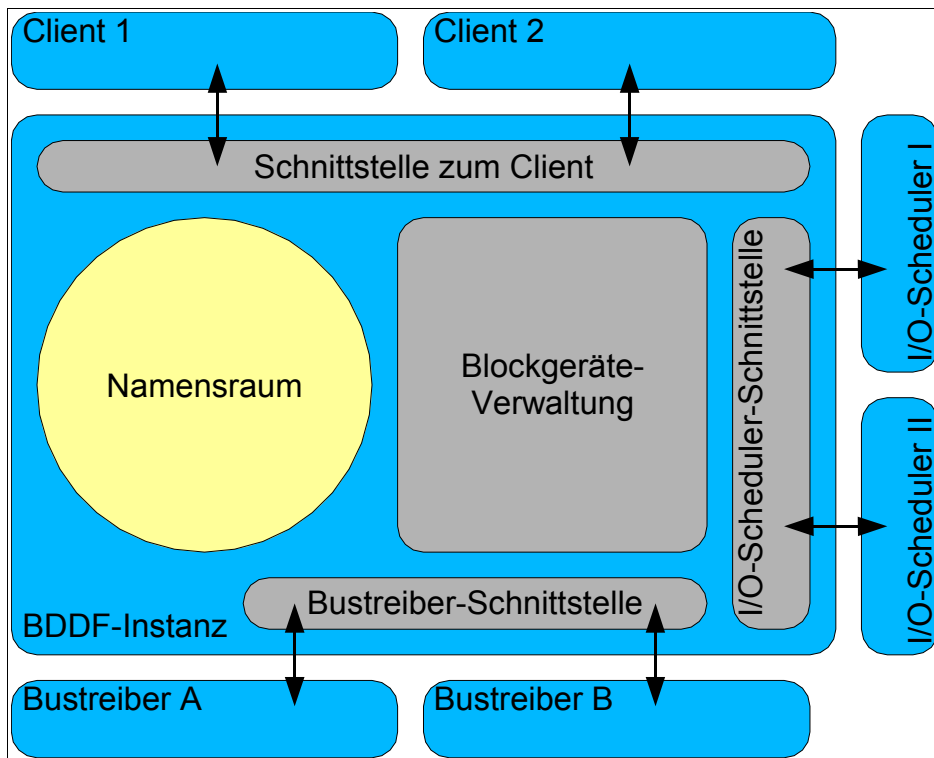 Client 1
Client 2
Schnittstelle zum Client
I/O-Scheduler I
I/O-Scheduler-Schnittstelle
Namensraum
Blockgeräte-
Verwaltung
I/O-Scheduler II
Bustreiber-Schnittstelle
BDDF-Instanz
Bustreiber A
Bustreiber B